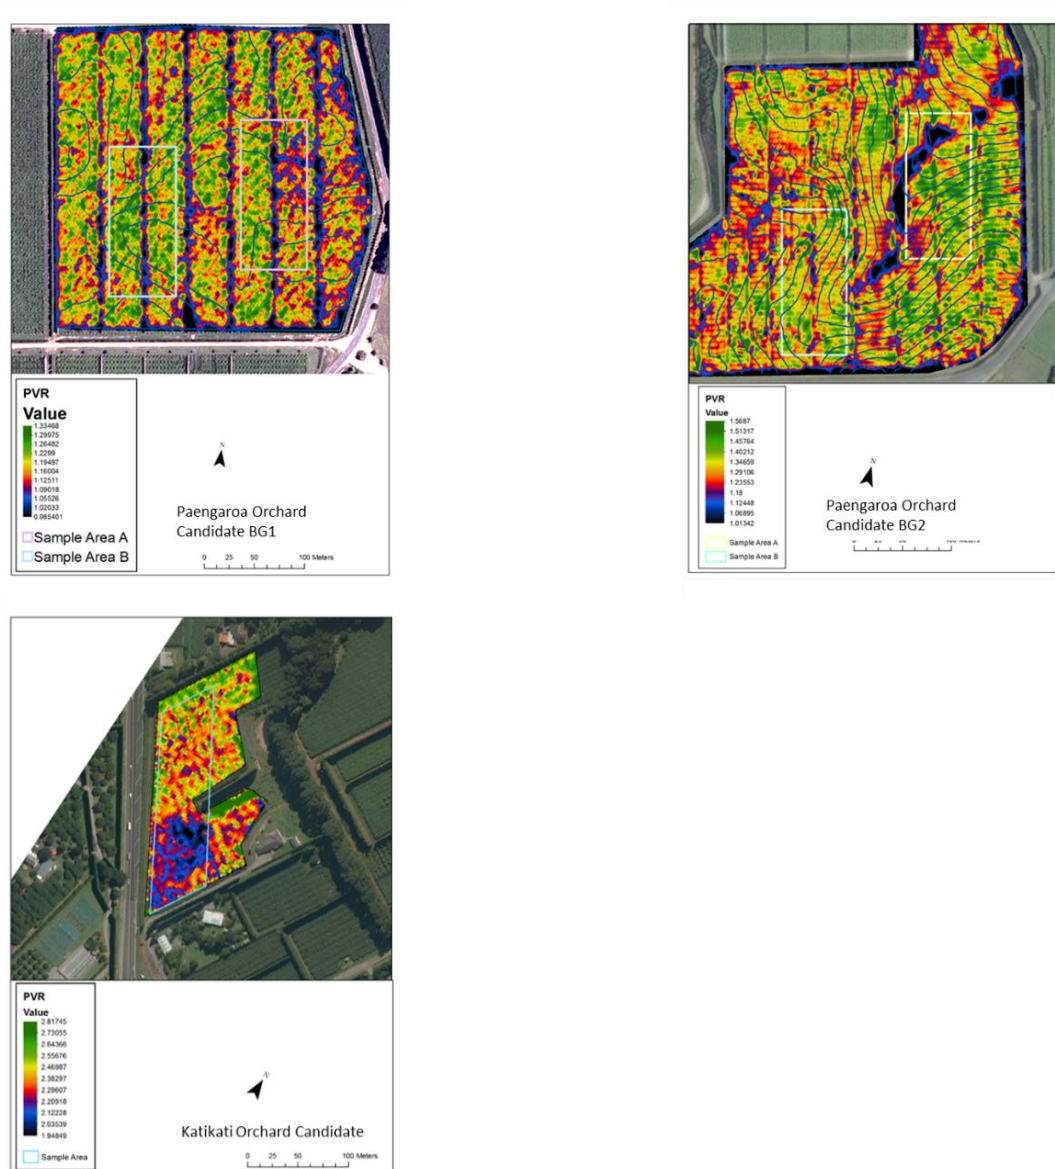 PVR
Value
1.33468
1.29975
1.26482
1.2299
1.19497
1.16004
1.12511
1.09018
1.05526
1.02033
0.985401
Sample Area A
Sample Area B
N
Paengaroa Orchard
Candidate BG1
0 25 50 100 Meters
PVR
Value
1.5687
1.51317
1.45764
1.40212
1.34659
1.29106
1.23553
1.18
1.12448
1.06895
1.01342
Sample Area A
Sample Area B
N
Paengaroa Orchard
Candidate BG2
PVR
Value
2.81745
2.73055
2.64366
2.55676
2.46987
2.38297
2.29607
2.20918
2.12228
2.03539
1.94849
Sample Area
N
Katikati Orchard Candidate
0 25 50 100 Meters